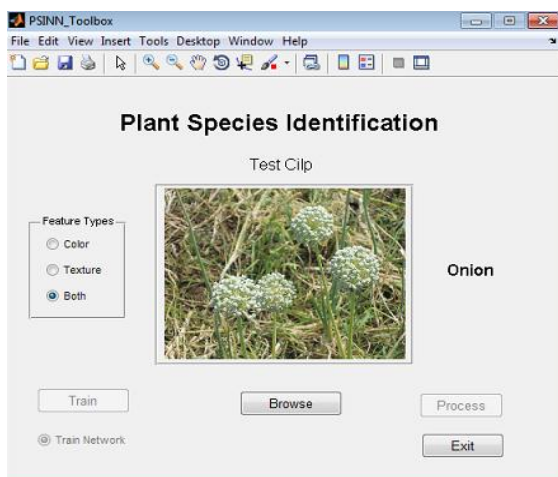 PSINN_Toolbox
File Edit View Insert Tools Desktop Window Help
Plant Species Identification
Test Cilp
Feature Types
Color
Texture
Both
Onion
Train
Browse
Process
Train Network
Exit